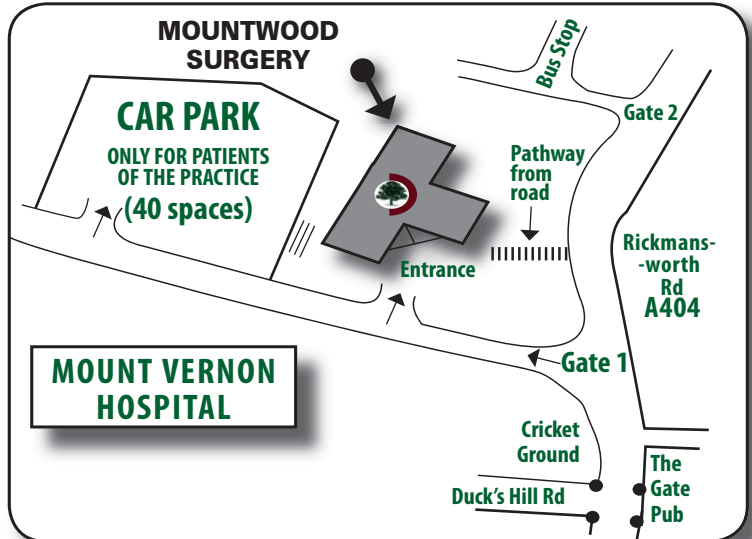 MOUNTWOOD
SURGERY
Bus Stop
CAR PARK
ONLY FOR PATIENTS
OF THE PRACTICE
(40 spaces)
Gate 2
Pathway
from
road
Entrance
Rickmans-
-worth
Rd
A404
Gate 1
MOUNT VERNON
HOSPITAL
Cricket
Ground
Duck's Hill Rd
The
Gate
Pub